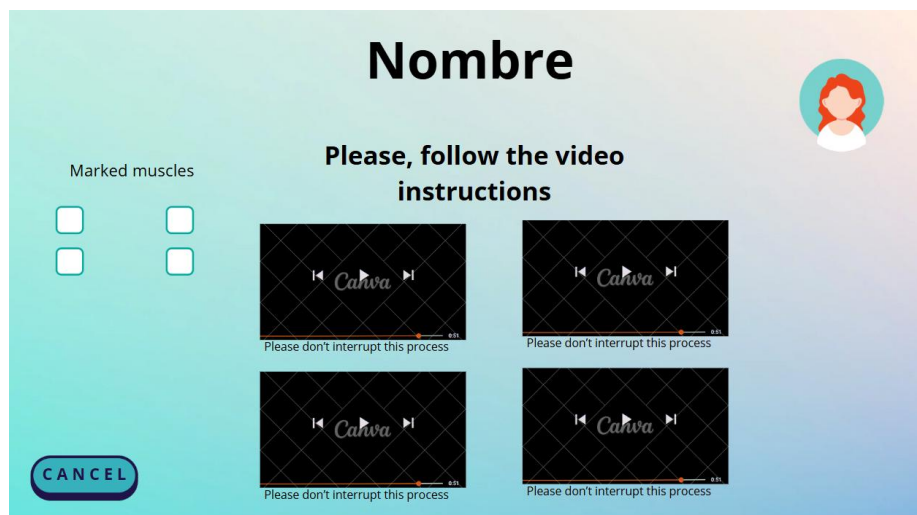 Nombre
Please, follow the video
instructions
Marked muscles
Canva
0:51
Please don't interrupt this process
Canva
0:51
Please don't interrupt this process
Canva
0:51
Please don't interrupt this process
Canva
0:51
Please don't interrupt this process
CANCEL